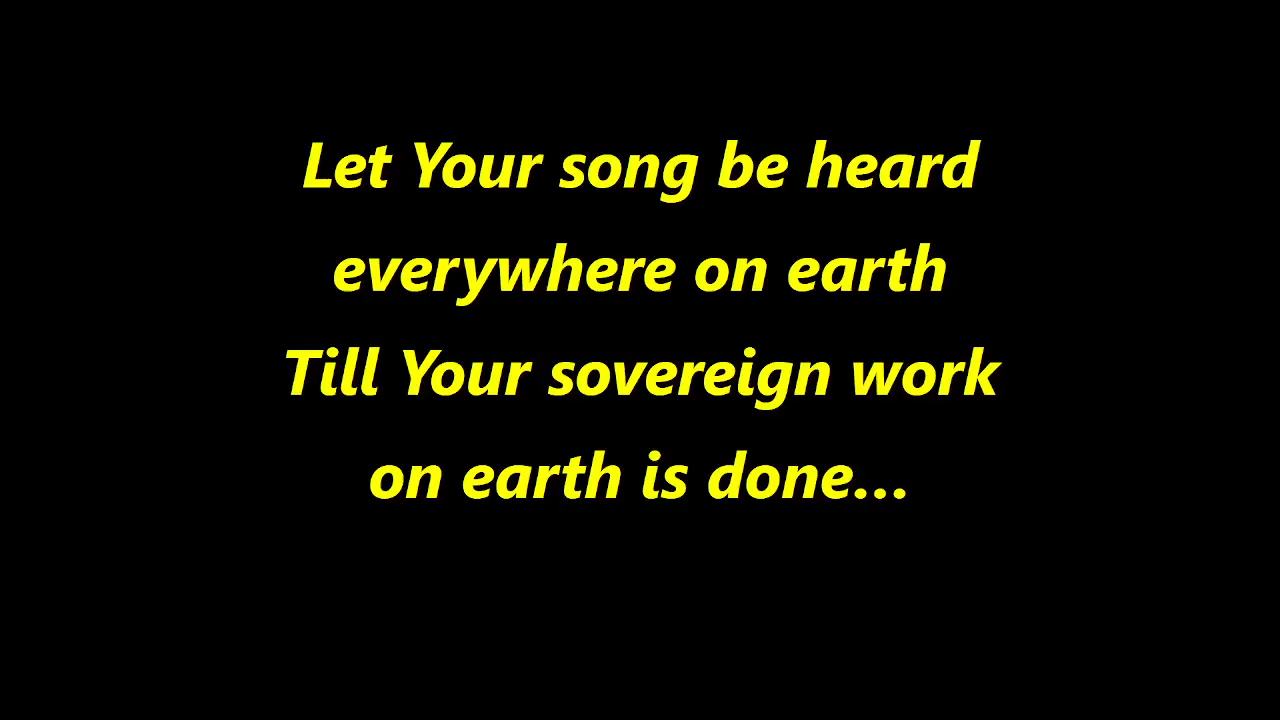 Let Your song be heard
everywhere on earth
Till Your sovereign work
on earth is done...